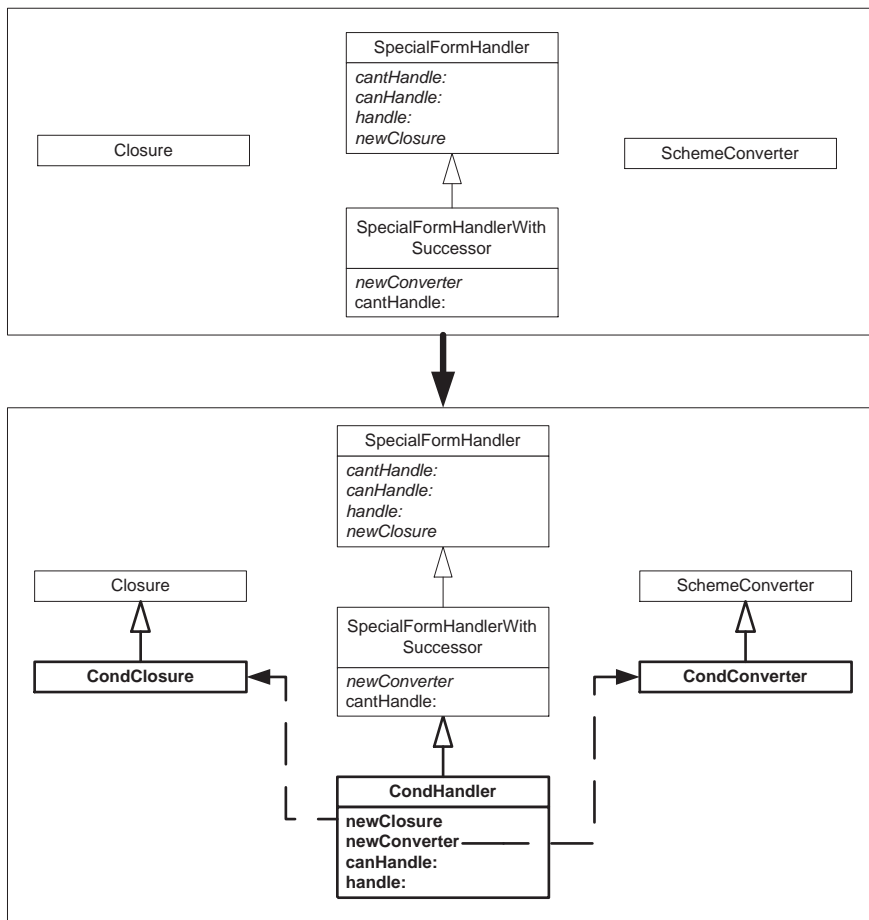 SpecialFormHandler
cantHandle:
canHandle:
handle:
newClosure
Closure
SchemeConverter
SpecialFormHandlerWith
Successor
newConverter
cantHandle:
SpecialFormHandler
cantHandle:
canHandle:
handle:
newClosure
Closure
SchemeConverter
SpecialFormHandlerWith
Successor
newConverter
cantHandle:
CondClosure
CondConverter
CondHandler
newClosure
newConverter
canHandle:
handle: